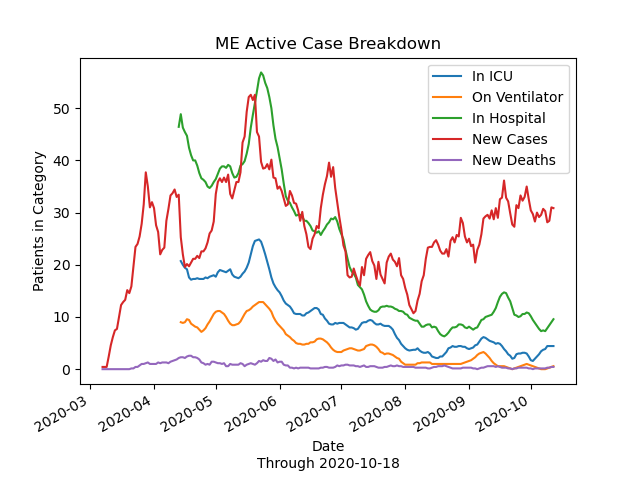 ME Active Case Breakdown
In ICU
On Ventilator
In Hospital
New Cases
New Deaths
Patients in Category
50
40
30
20
10
0
2020-03
2020-04
2020-05
2020-06
2020-07
2020-08
2020-09
2020-10
Date
Through 2020-10-18